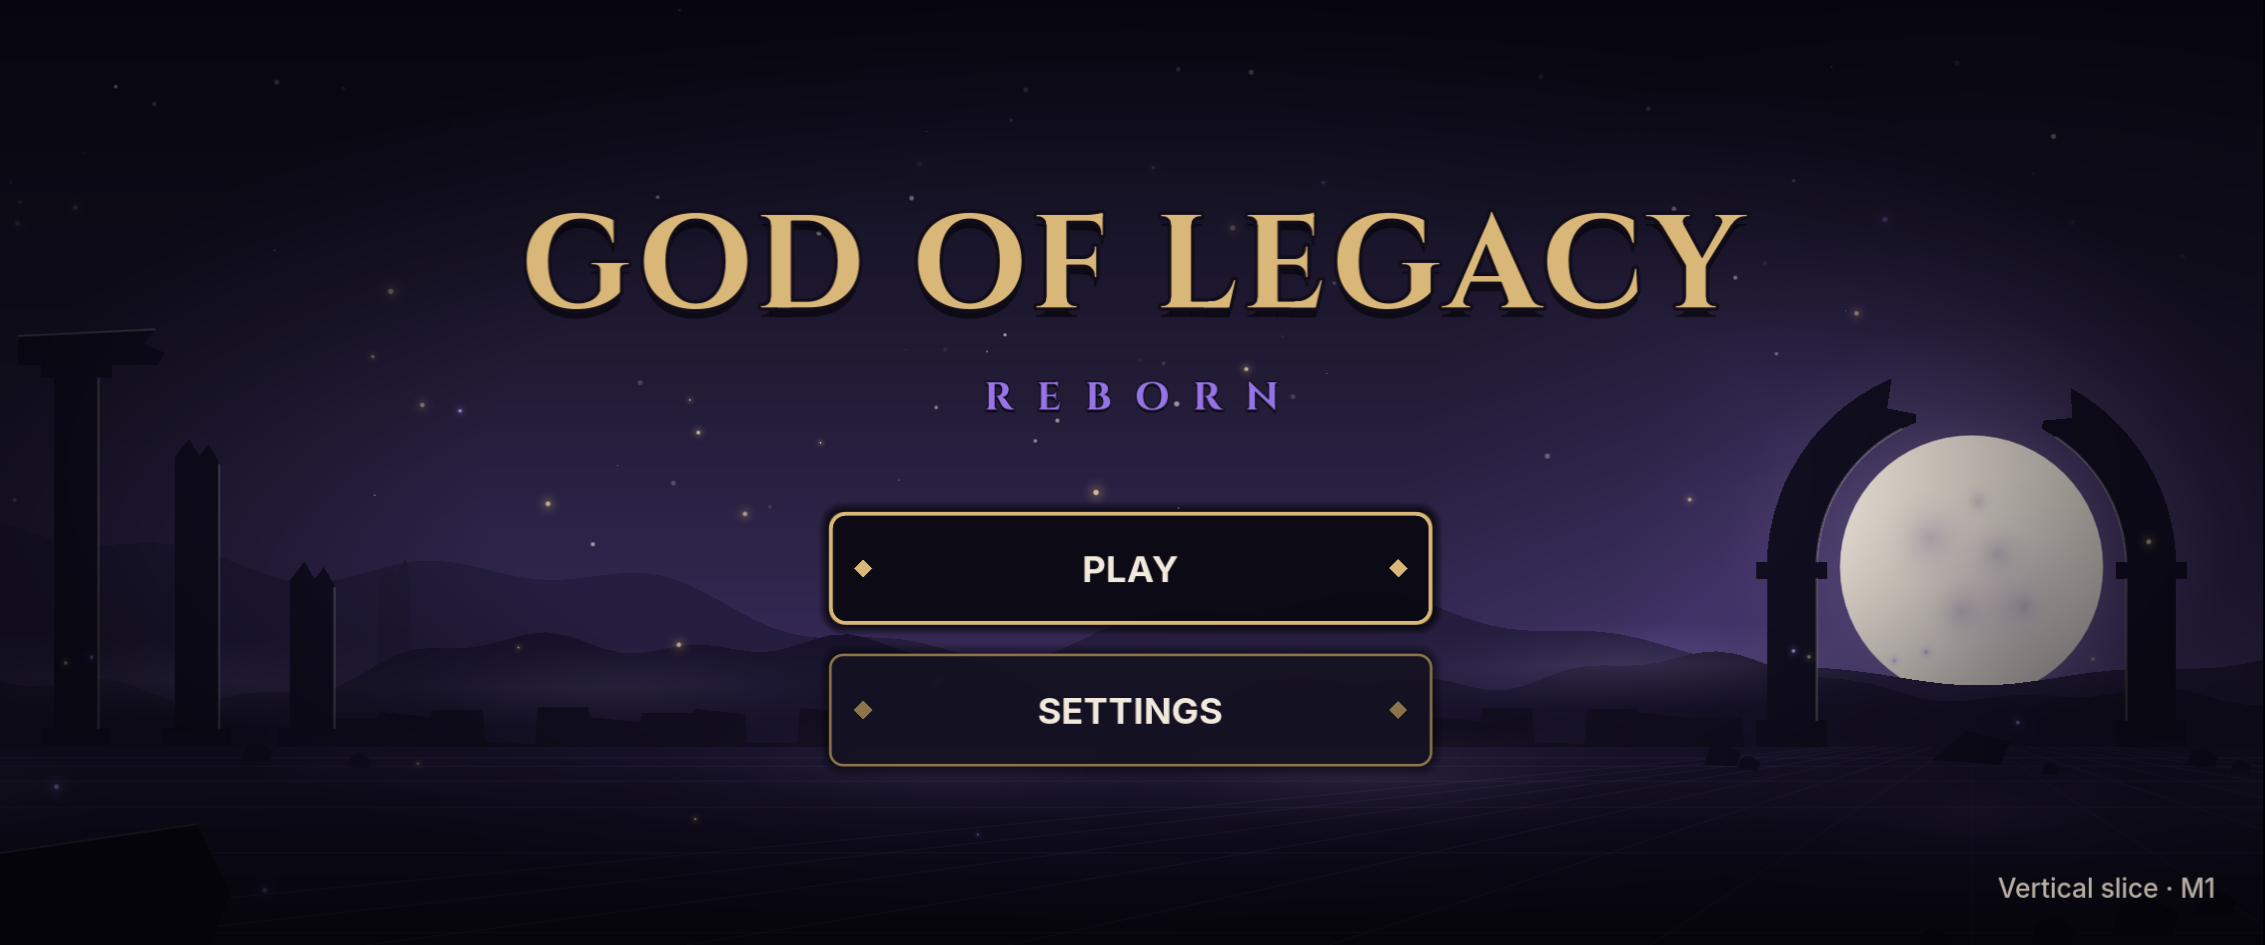 GOD OF LEGACY
REBORN
PLAY
SETTINGS
Vertical slice · M1